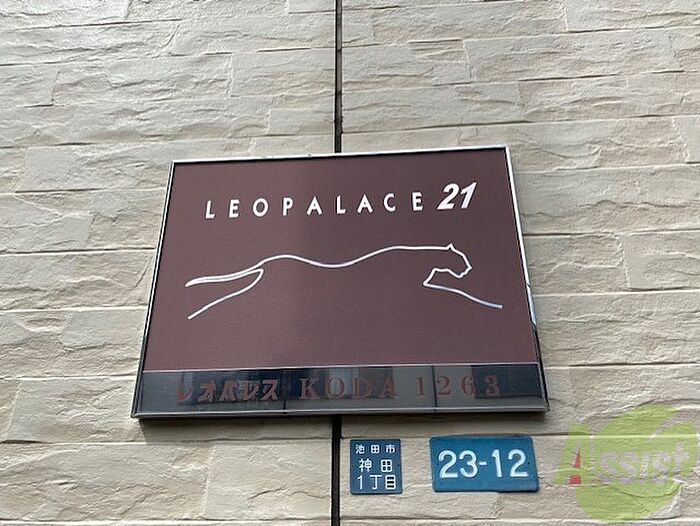 LEOPALACE 21
レオパレス KODA 1263
池田市
神田
1丁目
23-12
Assist